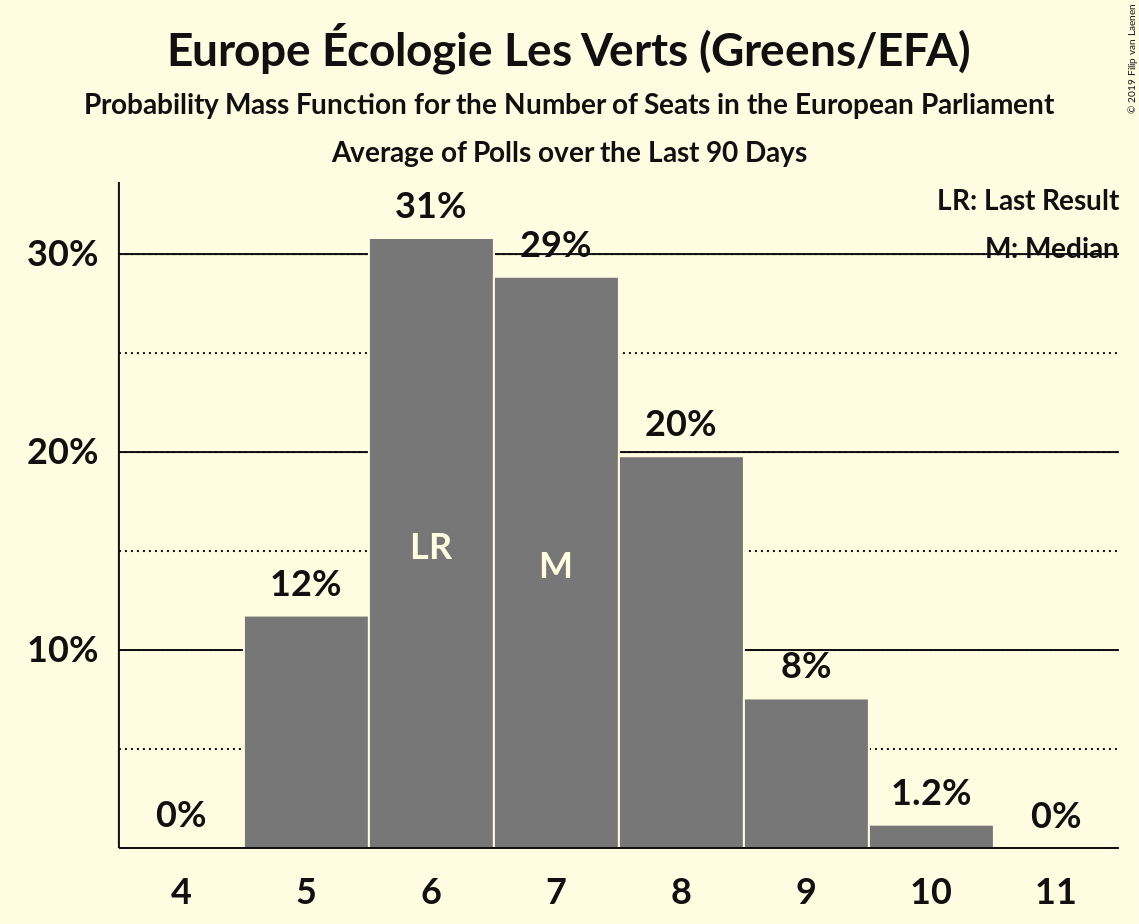 Europe Écologie Les Verts (Greens/EFA)
Probability Mass Function for the Number of Seats in the European Parliament
Average of Polls over the Last 90 Days
© 2019 Filip van Laenen
LR: Last Result
M: Median
30%
20%
10%
0%
12%
31%
29%
20%
8%
1.2%
0%
LR
M
4 5 6 7 8 9 10 11